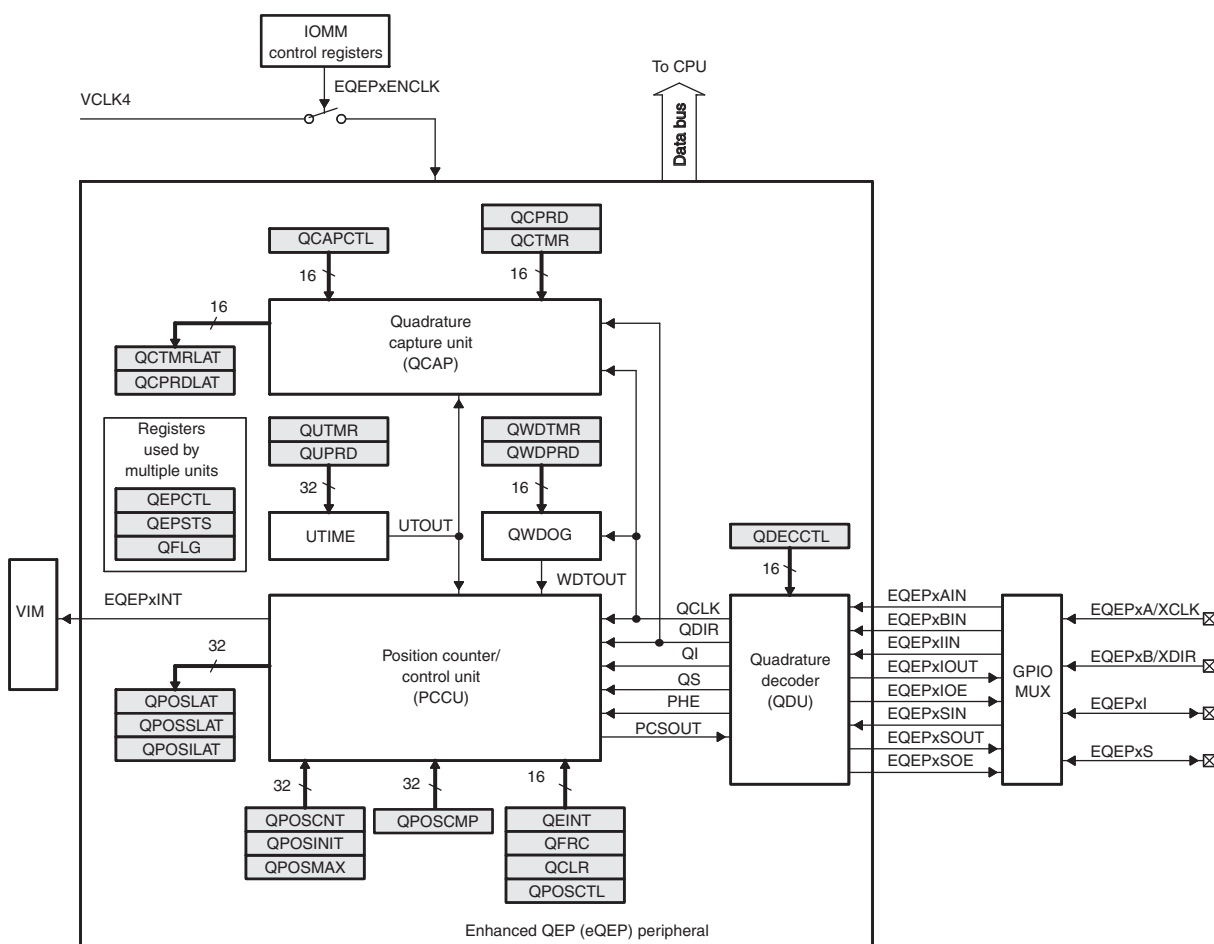 IOMM
control registers
To CPU
EQEPxENCLK
VCLK4
Data bus
QCPRD
QCAPCTL
QCTMR
16
16
16
Quadrature
capture unit
(QCAP)
QCTMRLAT
QCPRDLAT
Registers
used by
multiple units
QEPCTL
QEPSTS
QFLG
QUTMR
QUPRD
QWDTMR
QWDPRD
32
16
UTIME
UTOUT
QWDOG
QDECCTL
16
WDTOUT
VIM
EQEPxINT
32
QPOSLAT
QPOSSLAT
QPOSILAT
Position counter/
control unit
(PCCU)
QCLK
QDIR
QI
QS
PHE
PCSOUT
Quadrature
decoder
(QDU)
EQEPxAIN
EQEPxBIN
EQEPxIIN
EQEPxIOUT
EQEPxIOE
EQEPxSIN
EQEPxSOUT
EQEPxSOE
GPIO
MUX
EQEPxA/XCLK
EQEPxB/XDIR
EQEPxI
EQEPxS
32
32
16
QPOSCNT
QPOSINIT
QPOSMAX
QPOSCMP
QEINT
QFRC
QCLR
QPOSCTL
Enhanced QEP (eQEP) peripheral